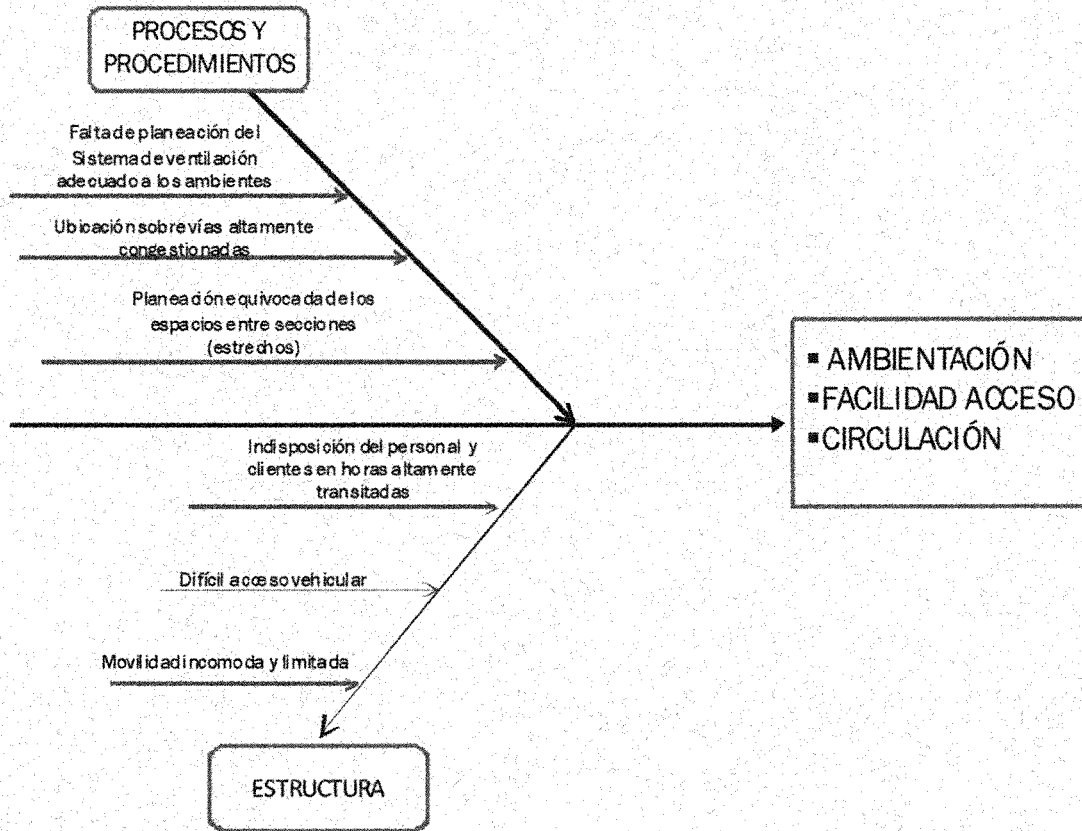 PROCESOS Y
PROCEDIMIENTOS
Falta de planeación del
Sistema de ventilación
adecuado a los ambientes
Ubicación sobre vías altamente
congestionadas
Planeación equivocada de los
espacios entre secciones
(estrechos)
▪ AMBIENTACIÓN
▪FACILIDAD ACCESO
▪CIRCULACIÓN
Indisposición del personal y
clientes en horas altamente
transitadas
Difícil acceso vehicular
Movilidad incomoda y limitada
ESTRUCTURA